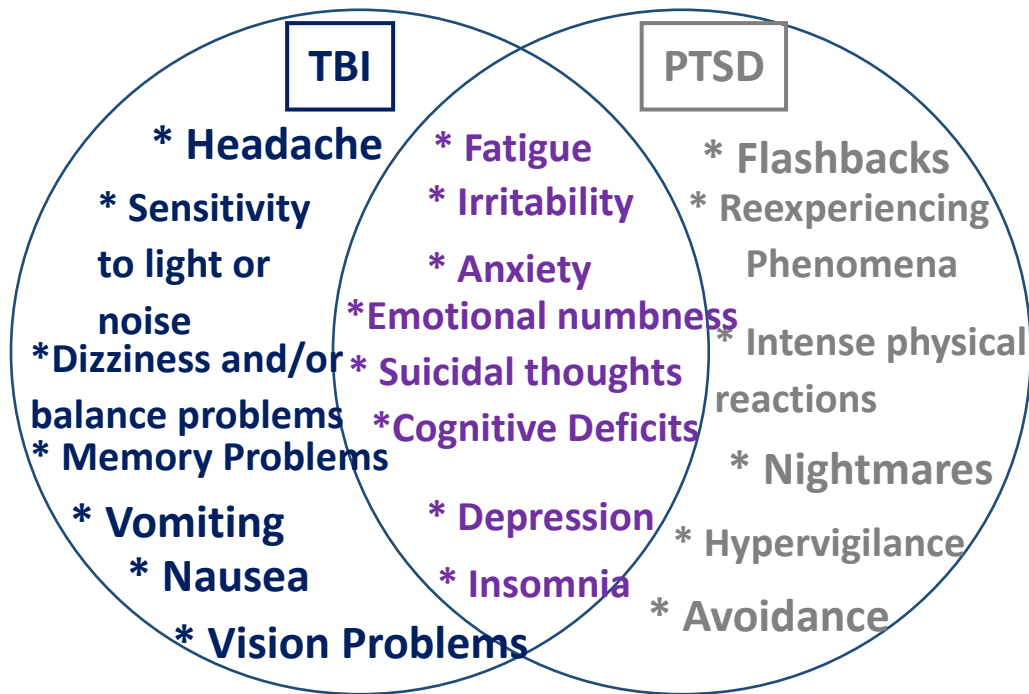 TBI
* Headache
* Sensitivity
to light or
noise
*Dizziness and/or
balance problems
* Memory Problems
* Vomiting
* Nausea
* Vision Problems
* Fatigue
* Irritability
* Anxiety
*Emotional numbness
* Suicidal thoughts
*Cognitive Deficits
* Depression
* Insomnia
PTSD
* Flashbacks
* Reexperiencing
Phenomena
* Intense physical
reactions
* Nightmares
* Hypervigilance
* Avoidance